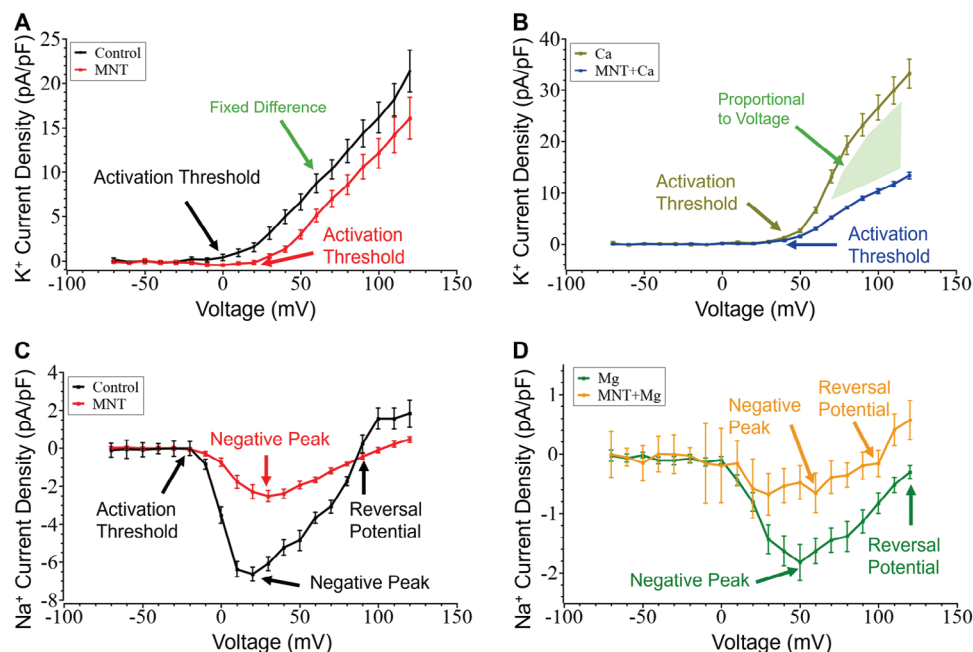 A
K⁺ Current Density (pA/pF)
25
20
15
10
5
0
Control
MNT
Fixed Difference
Activation Threshold
Activation
Threshold
-100
-50
0
50
100
150
Voltage (mV)
B
K⁺ Current Density (pA/pF)
40
30
20
10
0
Ca
MNT+Ca
Proportional
to Voltage
Activation
Threshold
Activation
Threshold
-100
-50
0
50
100
150
Voltage (mV)
C
Na⁺ Current Density (pA/pF)
4
2
0
-2
-4
-6
-8
Control
MNT
Negative Peak
Activation
Threshold
Reversal
Potential
Negative Peak
-100
-50
0
50
100
150
Voltage (mV)
D
Na⁺ Current Density (pA/pF)
1
0
-1
-2
Mg
MNT+Mg
Negative
Peak
Reversal
Potential
Negative Peak
Reversal
Potential
-100
-50
0
50
100
150
Voltage (mV)